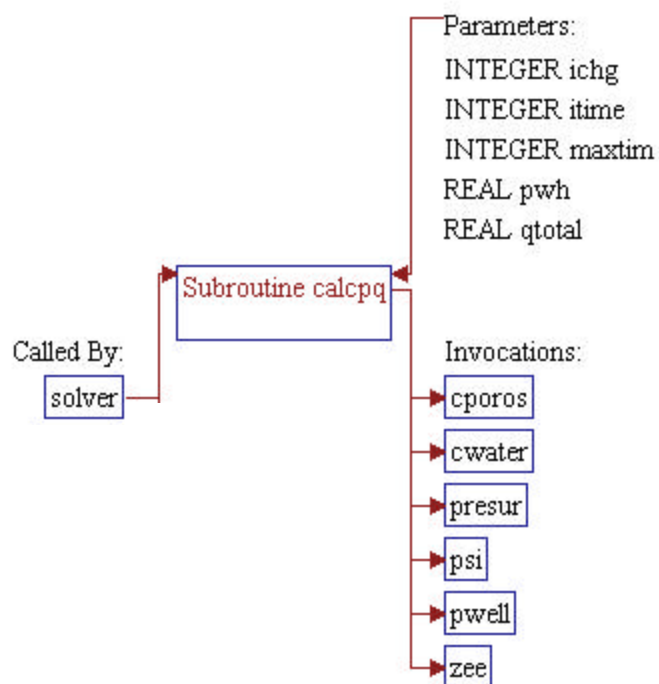 Parameters:
INTEGER ichg
INTEGER itime
INTEGER maxtim
REAL pwh
REAL qtotal
Subroutine calcpq
Called By:
solver
Invocations:
cporos
cwater
presur
psi
pwell
zee